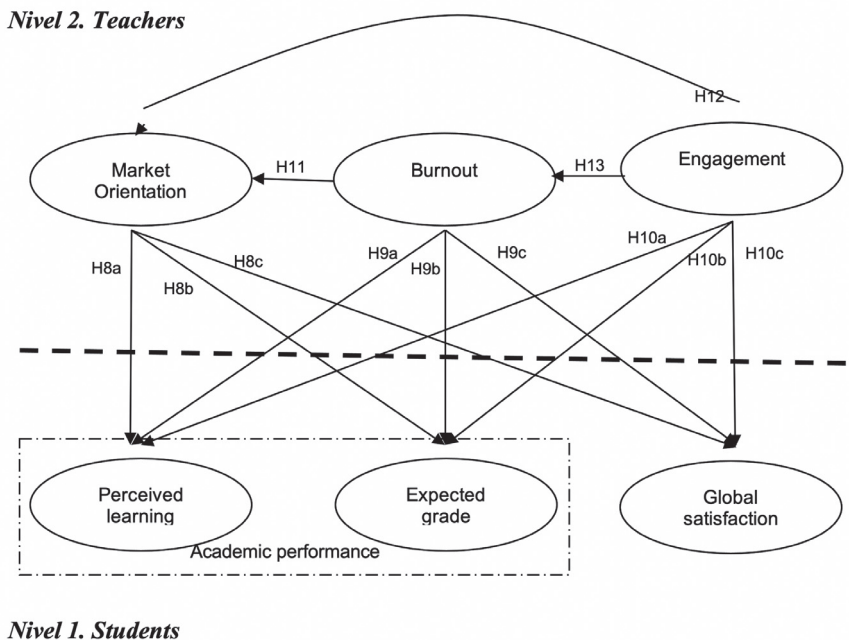 Nivel 2. Teachers
H12
Market
Orientation
H11
Burnout
H13
Engagement
H8a
H8b
H8c
H9a
H9b
H9c
H10a
H10b
H10c
Perceived
learning
Expected
grade
Global
satisfaction
Academic performance
Nivel 1. Students